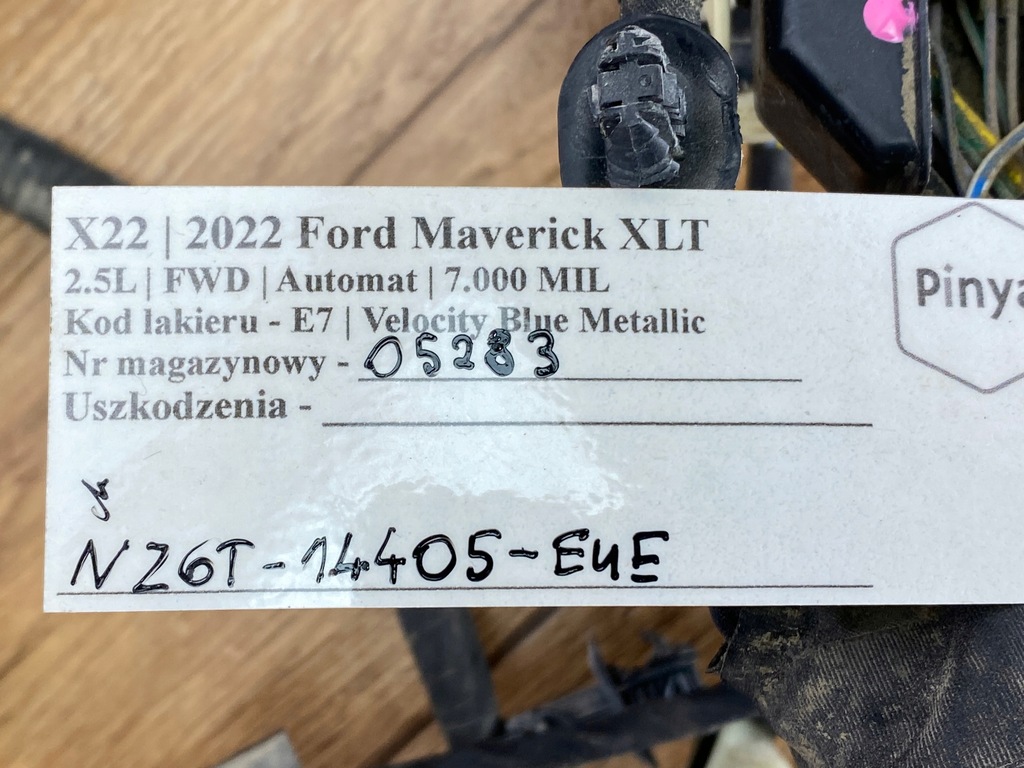 X22 | 2022 Ford Maverick XLT
2.5L | FWD | Automat | 7.000 MIL
Kod lakieru - E7 | Velocity Blue Metallic
Nr magazynowy - 05283
Uszkodzenia -
NZ6T-14405-E4E
Pinya